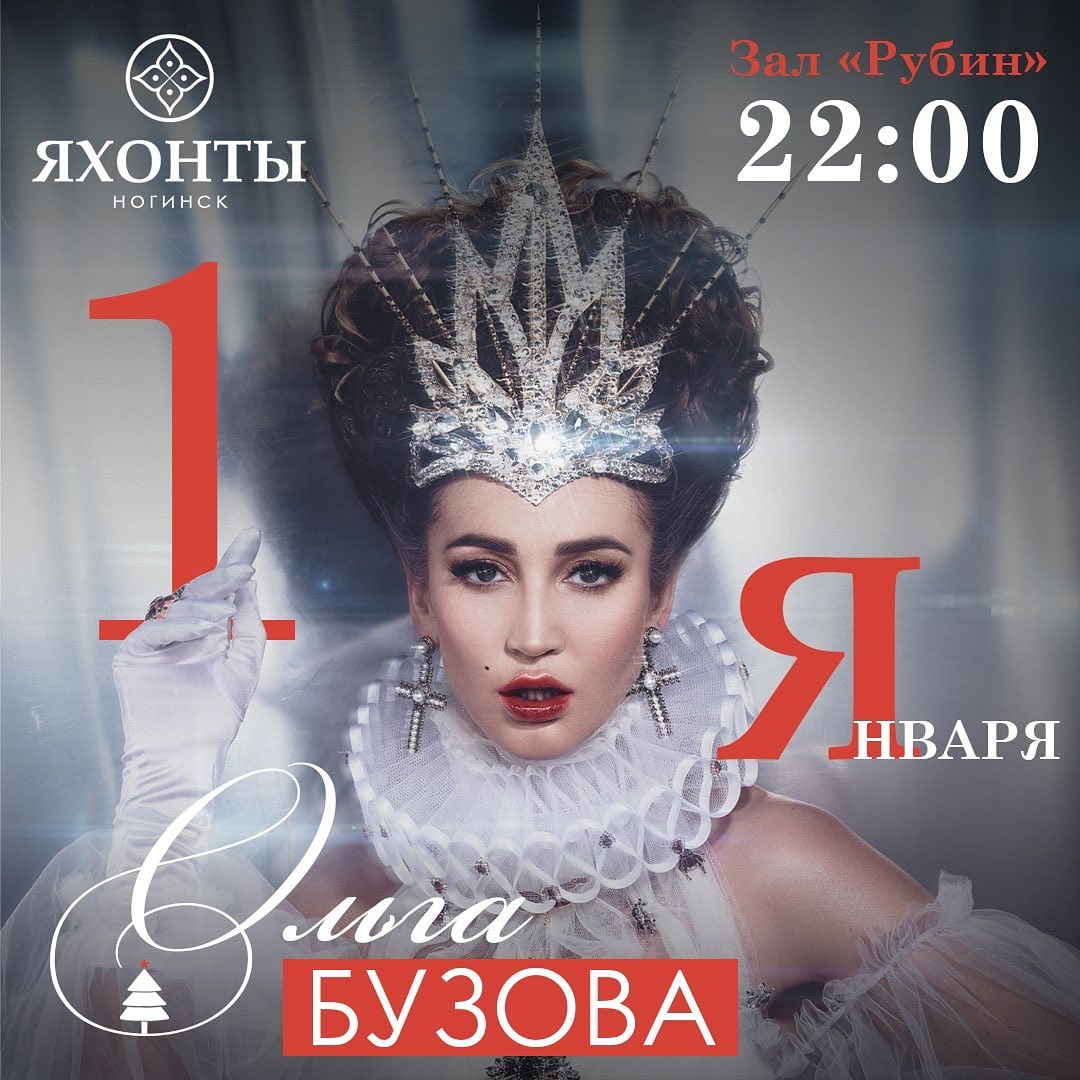 ЯХОНТЫ
НОГИНСК
Зал «Рубин»
22:00
1
ЯНВАРЯ
Ольга
БУЗОВА